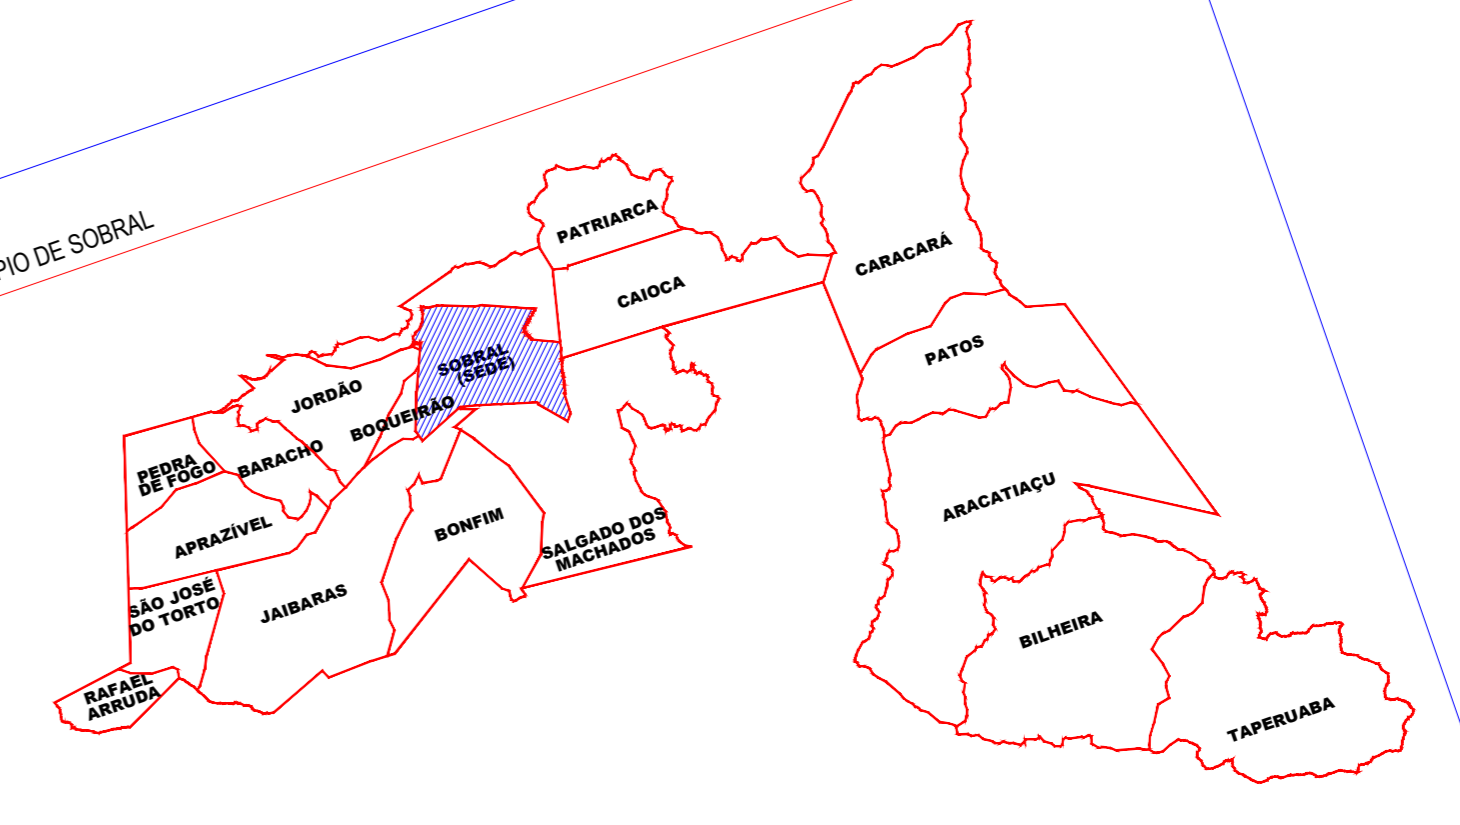 PIO DE SOBRAL
PATRIARCA
CARACARÁ
CAIOCA
PATOS
SOBRAL
(SEDE)
JORDÃO
BOQUEIRÃO
BARACHO
PEDRA
DE FOGO
APRAZÍVEL
BONFIM
SALGADO DOS
MACHADOS
ARACATIAÇU
SÃO JOSÉ
DO TORTO
JAIBARAS
BILHEIRA
RAFAEL
ARRUDA
TAPERUABA